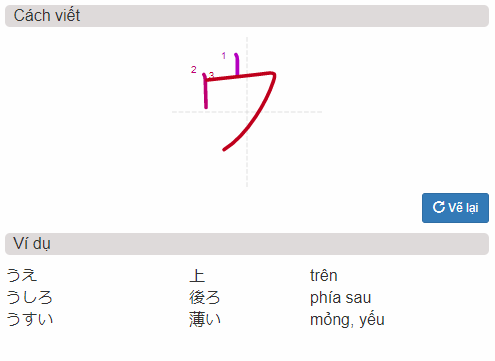 Cách viết
1
2
3
ウ
Vẽ lại
Ví dụ
うえ 上 trên
うしろ 後ろ phía sau
うすい 薄い mỏng, yếu